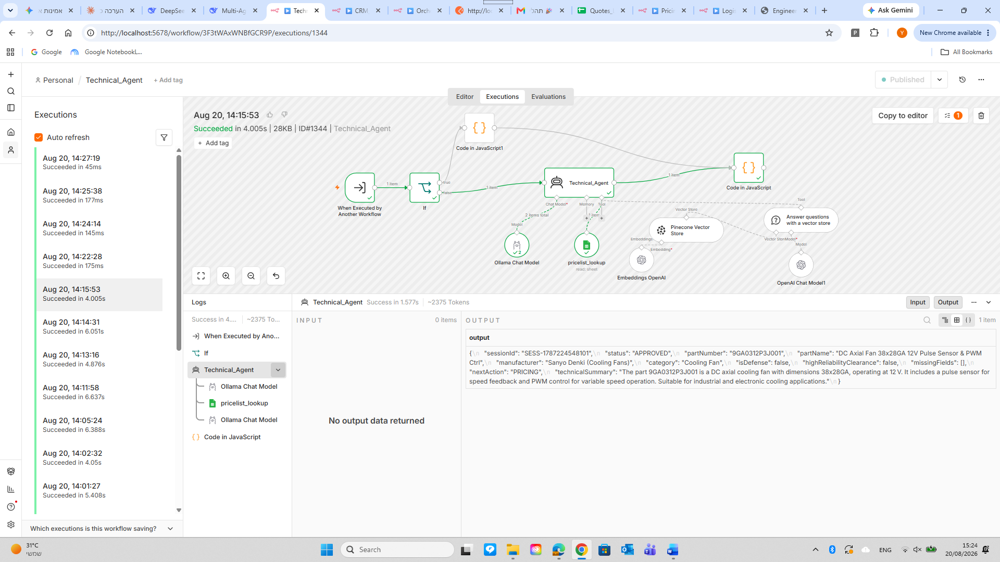 אמינות א
הערכה כ
DeepSee
Multi-Ag
Techn
CRM
Orch
http://lo
תהלי
Quotes_
Pricin
Logis
Engineer
Ask Gemini
http://localhost:5678/workflow/3F3tWAxWNBfGCR9P/executions/1344
P
Y
New Chrome available
Google
Google NotebookL...
All Bookmarks
Personal / Technical_Agent + Add tag
Published
Editor
Executions
Evaluations
Executions
Auto refresh
Aug 20, 14:27:19
Succeeded in 45ms
Aug 20, 14:25:38
Succeeded in 177ms
Aug 20, 14:24:14
Succeeded in 145ms
Aug 20, 14:22:28
Succeeded in 175ms
Aug 20, 14:15:53
Succeeded in 4.005s
Aug 20, 14:14:31
Succeeded in 6.051s
Aug 20, 14:13:16
Succeeded in 4.876s
Aug 20, 14:11:58
Succeeded in 6.637s
Aug 20, 14:05:24
Succeeded in 6.388s
Aug 20, 14:02:32
Succeeded in 4.05s
Aug 20, 14:01:27
Succeeded in 5.408s
Which executions is this workflow saving?
Aug 20, 14:15:53
Succeeded in 4.005s | 28KB | ID#1344 | Technical_Agent
+ Add tag
Copy to editor
1
Code in JavaScript1
When Executed by
Another Workflow
1 item
If
true
false
1 item
Technical_Agent
Chat Model*
Memory
Tool
1 item
Code in JavaScript
2 items total
1 item
Model
2
Ollama Chat Model
pricelist_lookup
read: sheet
Vector Store
Pinecone Vector
Store
Embeddings
Embedding*
Embeddings OpenAI
Tool
Answer questions
with a vector store
Vector Store
Model*
Model
OpenAI Chat Model1
Logs
Success in 4.... | ~2375 To...
When Executed by Ano...
If
Technical_Agent
Ollama Chat Model
pricelist_lookup
Ollama Chat Model
Code in JavaScript
Technical_Agent Success in 1.577s | ~2375 Tokens
Input
Output
INPUT
0 items
No output data returned
OUTPUT
1 item
output
{\n "sessionId": "SESS-1787224548101",\n "status": "APPROVED",\n "partNumber": "9GA0312P3J001",\n "partName": "DC Axial Fan 38x28GA 12V Pulse Sensor & PWM
Ctrl",\n "manufacturer": "Sanyo Denki (Cooling Fans)",\n "category": "Cooling Fan",\n "isDefense": false,\n "highReliabilityClearance": false,\n "missingFields": [],\n
"nextAction": "PRICING",\n "technicalSummary": "The part 9GA0312P3J001 is a DC axial cooling fan with dimensions 38x28GA, operating at 12 V. It includes a pulse sensor for
speed feedback and PWM control for variable speed operation. Suitable for industrial and electronic cooling applications."\n}
31°C
שמשי
Search
ENG
15:24
20/08/2026